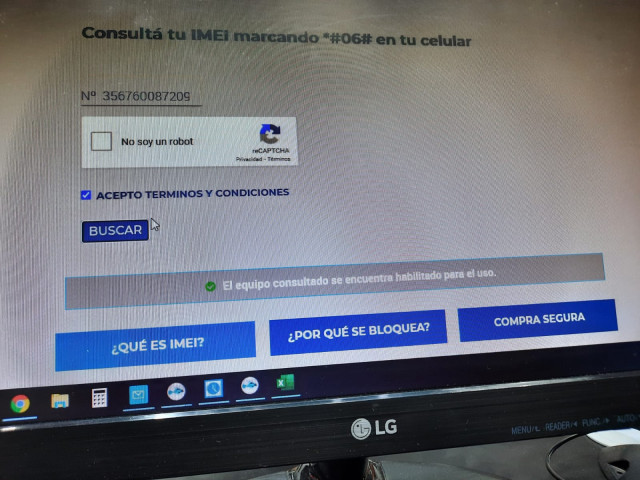 Consultá tu IMEI marcando *#06# en tu celular
Nº 356760087209
No soy un robot
reCAPTCHA
Privacidad - Términos
ACEPTO TERMINOS Y CONDICIONES
BUSCAR
El equipo consultado se encuentra habilitado para el uso.
¿QUÉ ES IMEI?
¿POR QUÉ SE BLOQUEA?
COMPRA SEGURA
LG
MENU/ READER/ FUNC./ AUTO